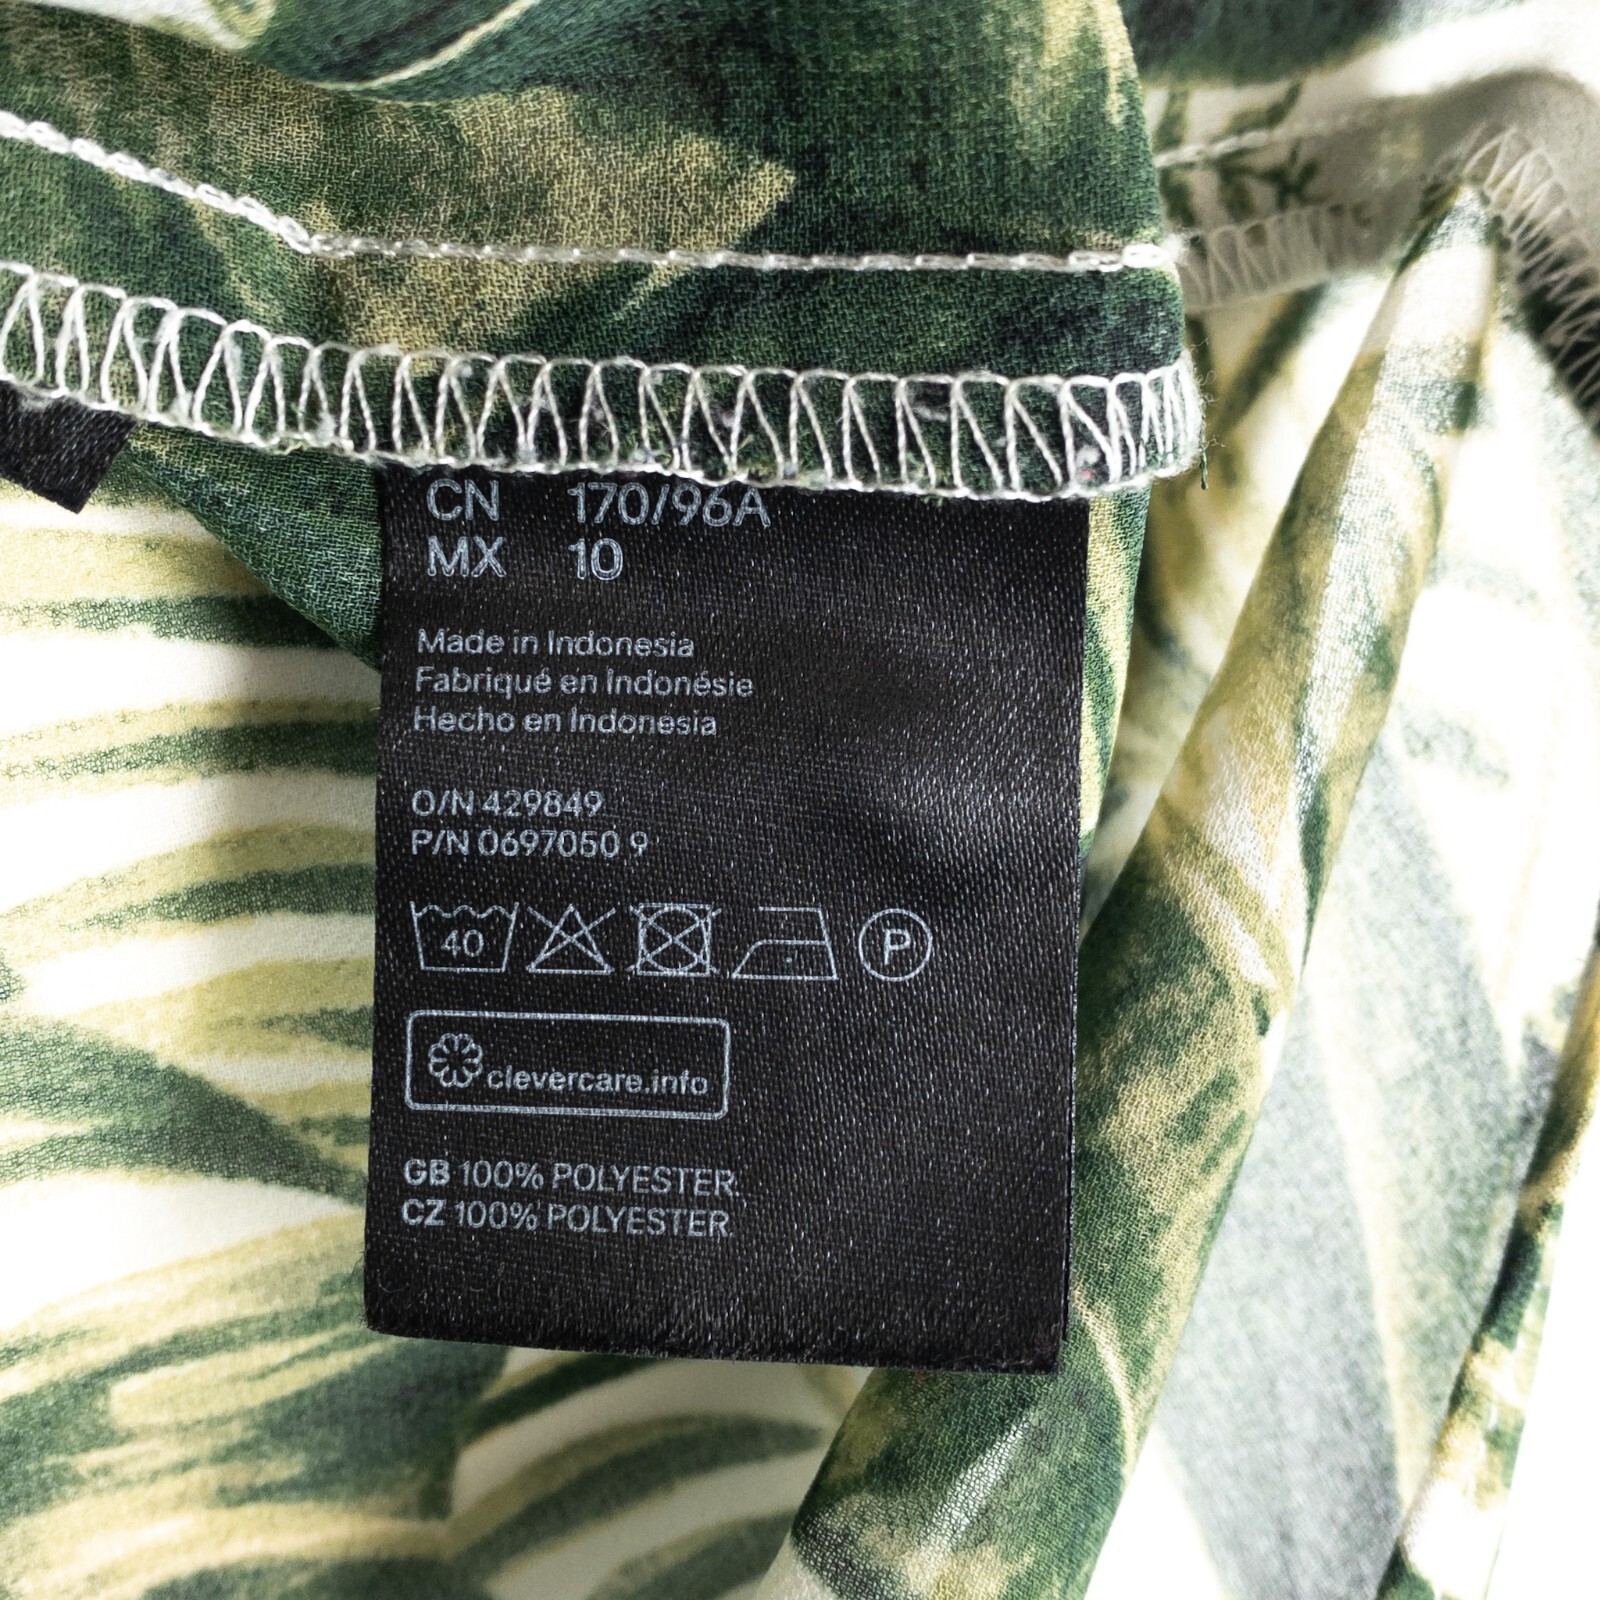 CN 170/96A
MX 10
Made in Indonesia
Fabriqué en Indonésie
Hecho en Indonesia
O/N 429849
P/N 0697050 9
40 P
clevercare.info
GB 100% POLYESTER.
CZ 100% POLYESTER.